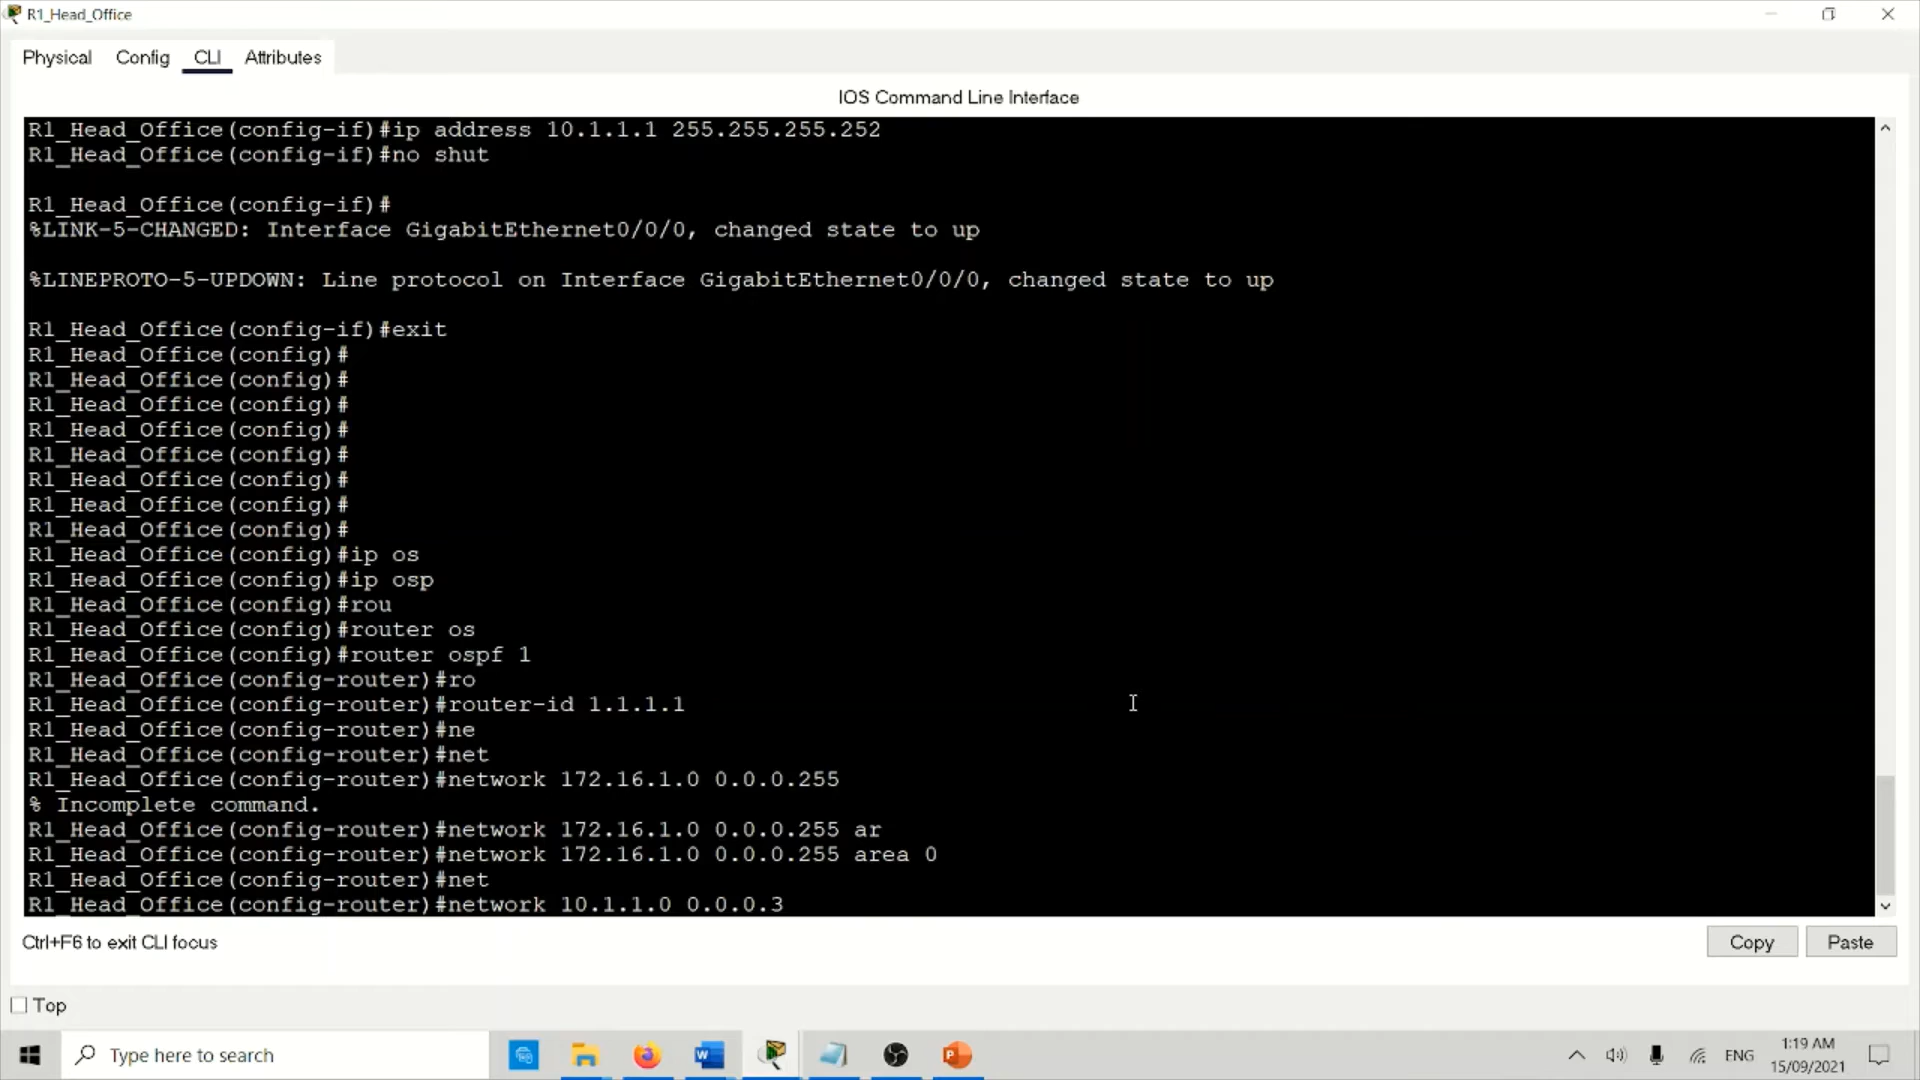 R1_Head_Office
Physical Config CLI Attributes
IOS Command Line Interface
R1_Head_Office(config-if)#ip address 10.1.1.1 255.255.255.252
R1_Head_Office(config-if)#no shut
R1_Head_Office(config-if)#
%LINK-5-CHANGED: Interface GigabitEthernet0/0/0, changed state to up
%LINEPROTO-5-UPDOWN: Line protocol on Interface GigabitEthernet0/0/0, changed state to up
R1_Head_Office(config-if)#exit
R1_Head_Office(config)#
R1_Head_Office(config)#
R1_Head_Office(config)#
R1_Head_Office(config)#
R1_Head_Office(config)#
R1_Head_Office(config)#
R1_Head_Office(config)#
R1_Head_Office(config)#
R1_Head_Office(config)#ip os
R1_Head_Office(config)#ip osp
R1_Head_Office(config)#rou
R1_Head_Office(config)#router os
R1_Head_Office(config)#router ospf 1
R1_Head_Office(config-router)#ro
R1_Head_Office(config-router)#router-id 1.1.1.1
R1_Head_Office(config-router)#ne
R1_Head_Office(config-router)#net
R1_Head_Office(config-router)#network 172.16.1.0 0.0.0.255
% Incomplete command.
R1_Head_Office(config-router)#network 172.16.1.0 0.0.0.255 ar
R1_Head_Office(config-router)#network 172.16.1.0 0.0.0.255 area 0
R1_Head_Office(config-router)#net
R1_Head_Office(config-router)#network 10.1.1.0 0.0.0.3
Ctrl+F6 to exit CLI focus
Copy Paste
Top
Type here to search
ENG
1:19 AM
15/09/2021